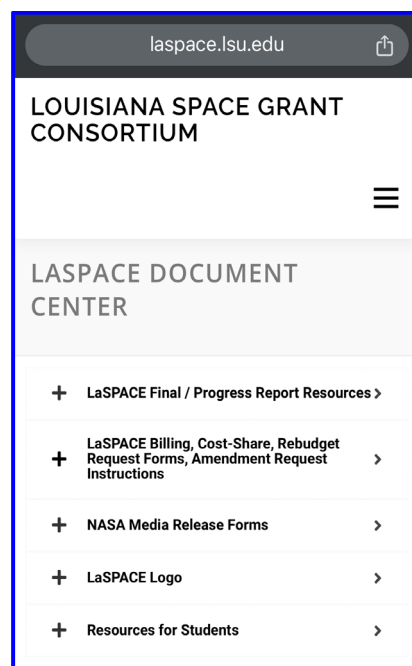 laspace.lsu.edu
LOUISIANA SPACE GRANT
CONSORTIUM
LASPACE DOCUMENT
CENTER
LaSPACE Final / Progress Report Resources
LaSPACE Billing, Cost-Share, Rebudget
Request Forms, Amendment Request
Instructions
NASA Media Release Forms
LaSPACE Logo
Resources for Students